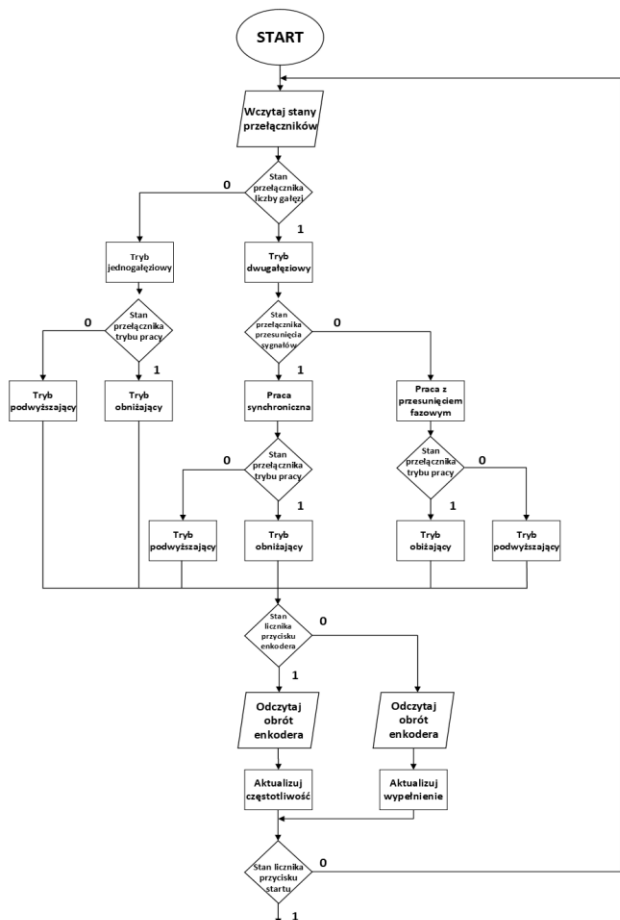 START
Wczytaj stany
przełączników
Stan
przełącznika
liczby gałęzi
0
1
Tryb
jednogałęziowy
Tryb
dwugałęziowy
Stan
przełącznika
trybu pracy
0
1
Stan
przełącznika
przesunięcia
sygnałów
0
1
Tryb
podwyższający
Tryb
obniżający
Praca
synchroniczna
Praca z
przesunięciem
fazowym
Stan
przełącznika
trybu pracy
0
1
Stan
przełącznika
trybu pracy
0
1
Tryb
podwyższający
Tryb
obniżający
Tryb
obiżający
Tryb
podwyższający
Stan
licznika
przycisku
enkodera
0
1
Odczytaj
obrót
enkodera
Odczytaj
obrót
enkodera
Aktualizuj
częstotliwość
Aktualizuj
wypełnienie
Stan licznika
przycisku
startu
0
1